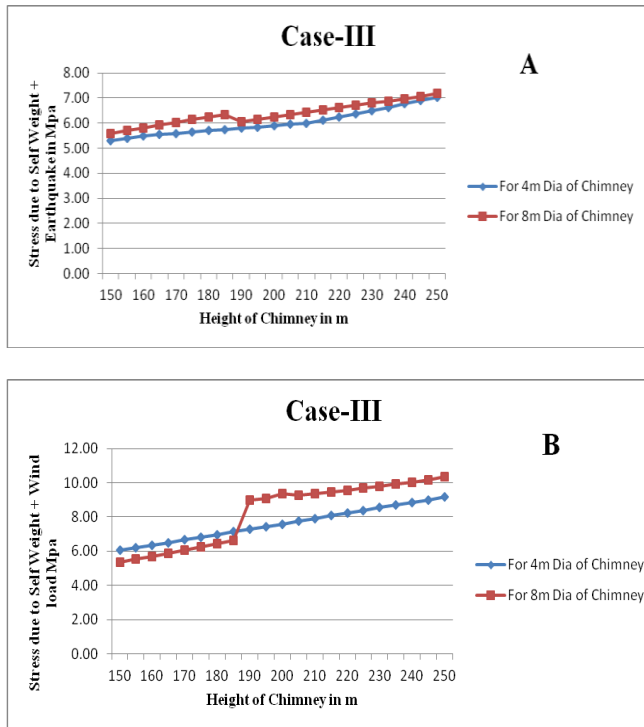 Case-III
A
Stress due to Self Weight +
Earthquake in Mpa
8.00
7.00
6.00
5.00
4.00
3.00
2.00
1.00
0.00
150 160 170 180 190 200 210 220 230 240 250
Height of Chimney in m
For 4m Dia of Chimney
For 8m Dia of Chimney
Case-III
B
Stress due to Self Weight + Wind
load Mpa
12.00
10.00
8.00
6.00
4.00
2.00
0.00
150 160 170 180 190 200 210 220 230 240 250
Height of Chimney in m
For 4m Dia of Chimney
For 8m Dia of Chimney